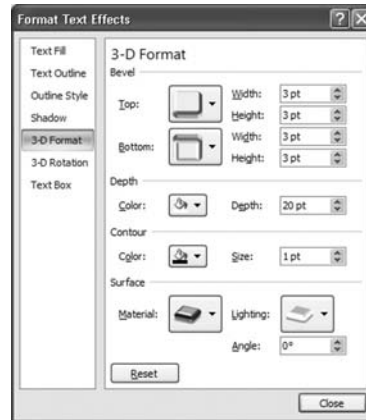 Format Text Effects
Text Fill
Text Outline
Outline Style
Shadow
3-D Format
3-D Rotation
Text Box
3-D Format
Bevel
Top:
Width: 3 pt
Height: 3 pt
Bottom:
Width: 3 pt
Height: 3 pt
Depth
Color:
Depth: 20 pt
Contour
Color:
Size: 1 pt
Surface
Material:
Lighting:
Angle: 0°
Reset
Close